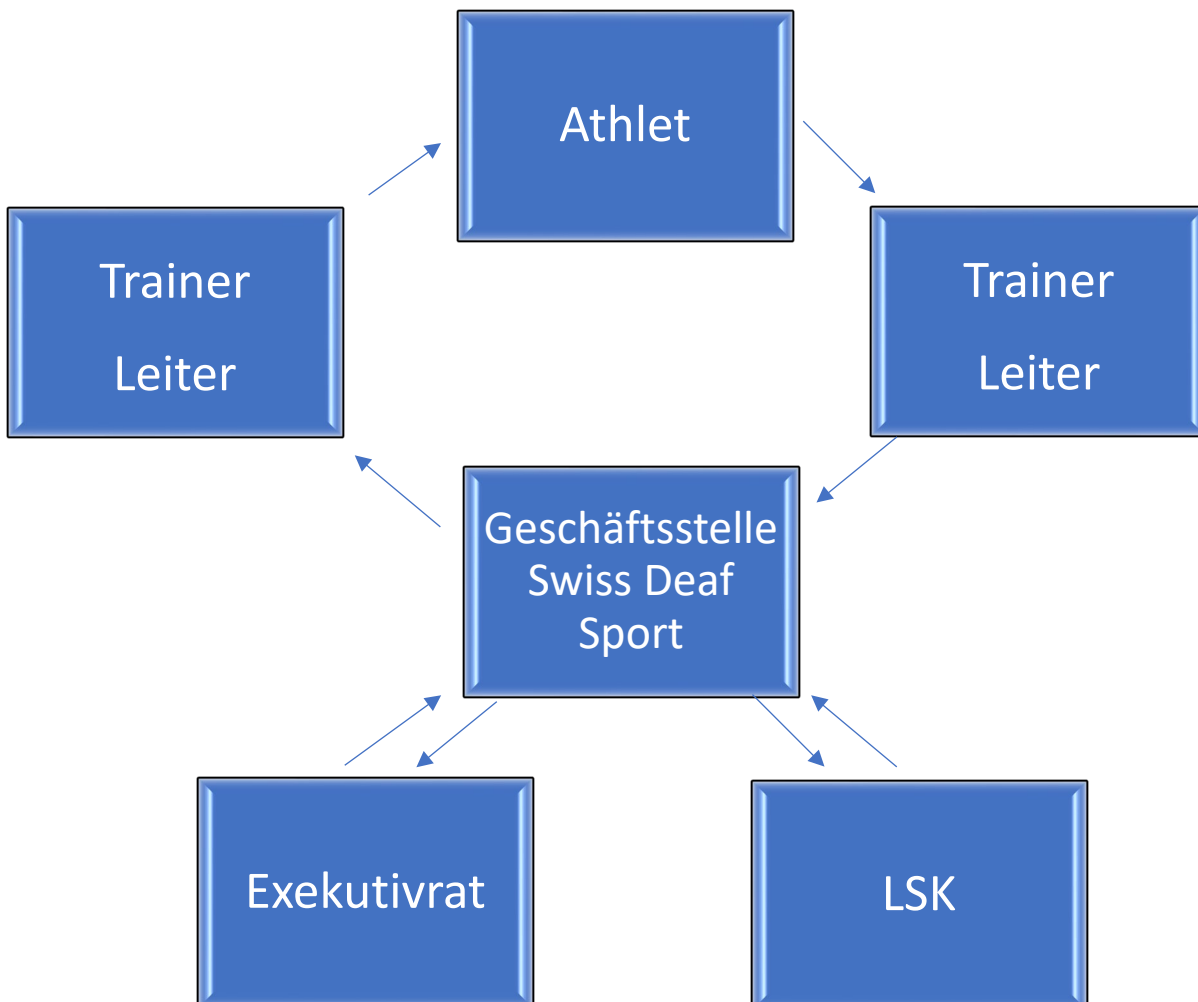 Athlet
Trainer
Leiter
Trainer
Leiter
Geschäftsstelle
Swiss Deaf
Sport
Exekutivrat
LSK